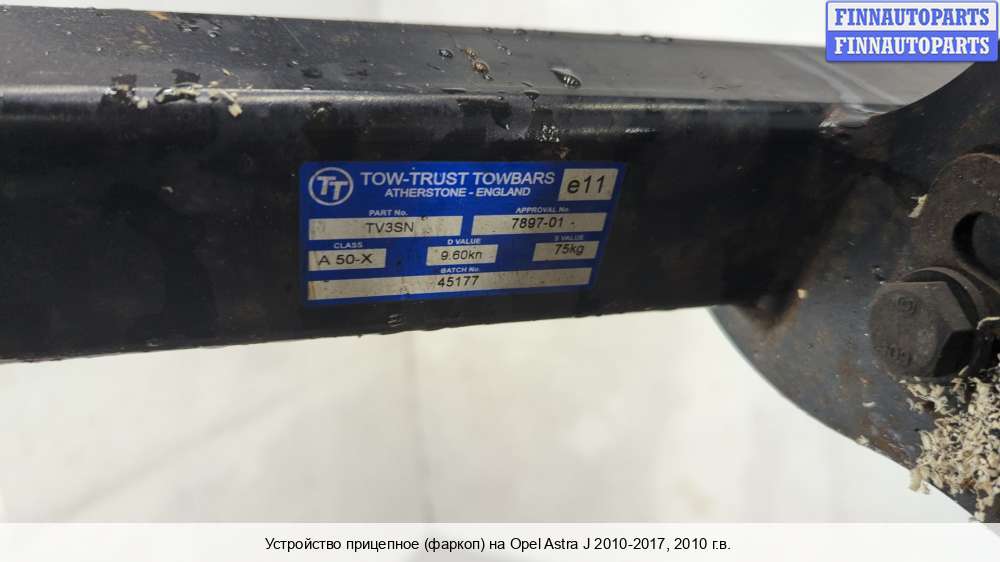 FINNAUTOPARTS
FINNAUTOPARTS
TT TOW-TRUST TOWBARS e11
ATHERSTONE - ENGLAND
PART No. APPROVAL No.
TV3SN 7897-01 -
CLASS D VALUE S VALUE
A 50-X 9.60kn 75kg
BATCH No.
45177
Устройство прицепное (фаркоп) на Opel Astra J 2010-2017, 2010 г.в.